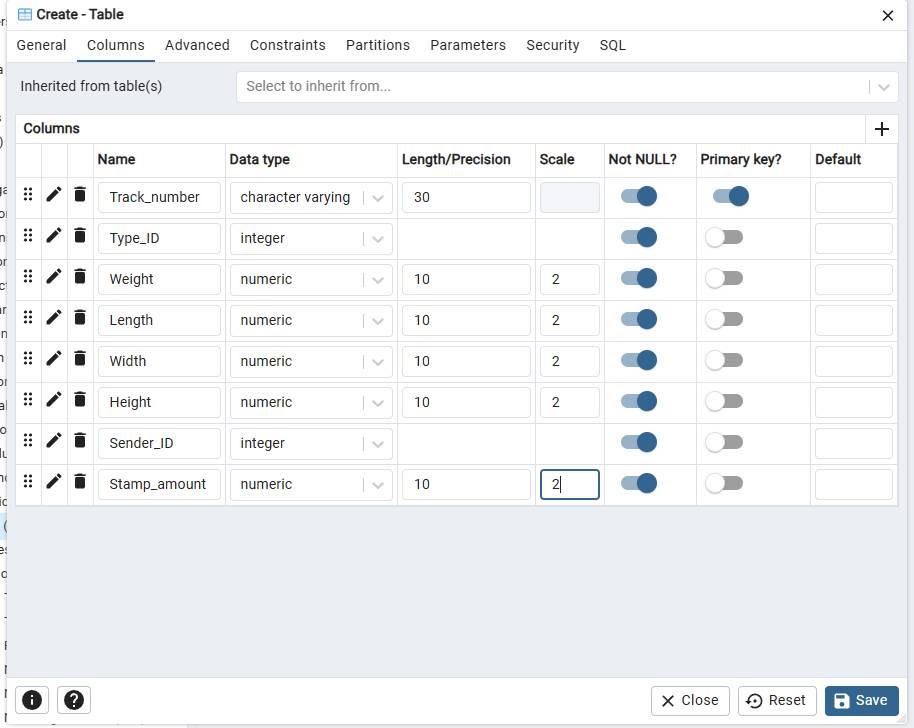 Create - Table
General Columns Advanced Constraints Partitions Parameters Security SQL
Inherited from table(s) Select to inherit from...
Columns
Name Data type Length/Precision Scale Not NULL? Primary key? Default
Track_number character varying 30
Type_ID integer
Weight numeric 10 2
Length numeric 10 2
Width numeric 10 2
Height numeric 10 2
Sender_ID integer
Stamp_amount numeric 10 2
Close Reset Save